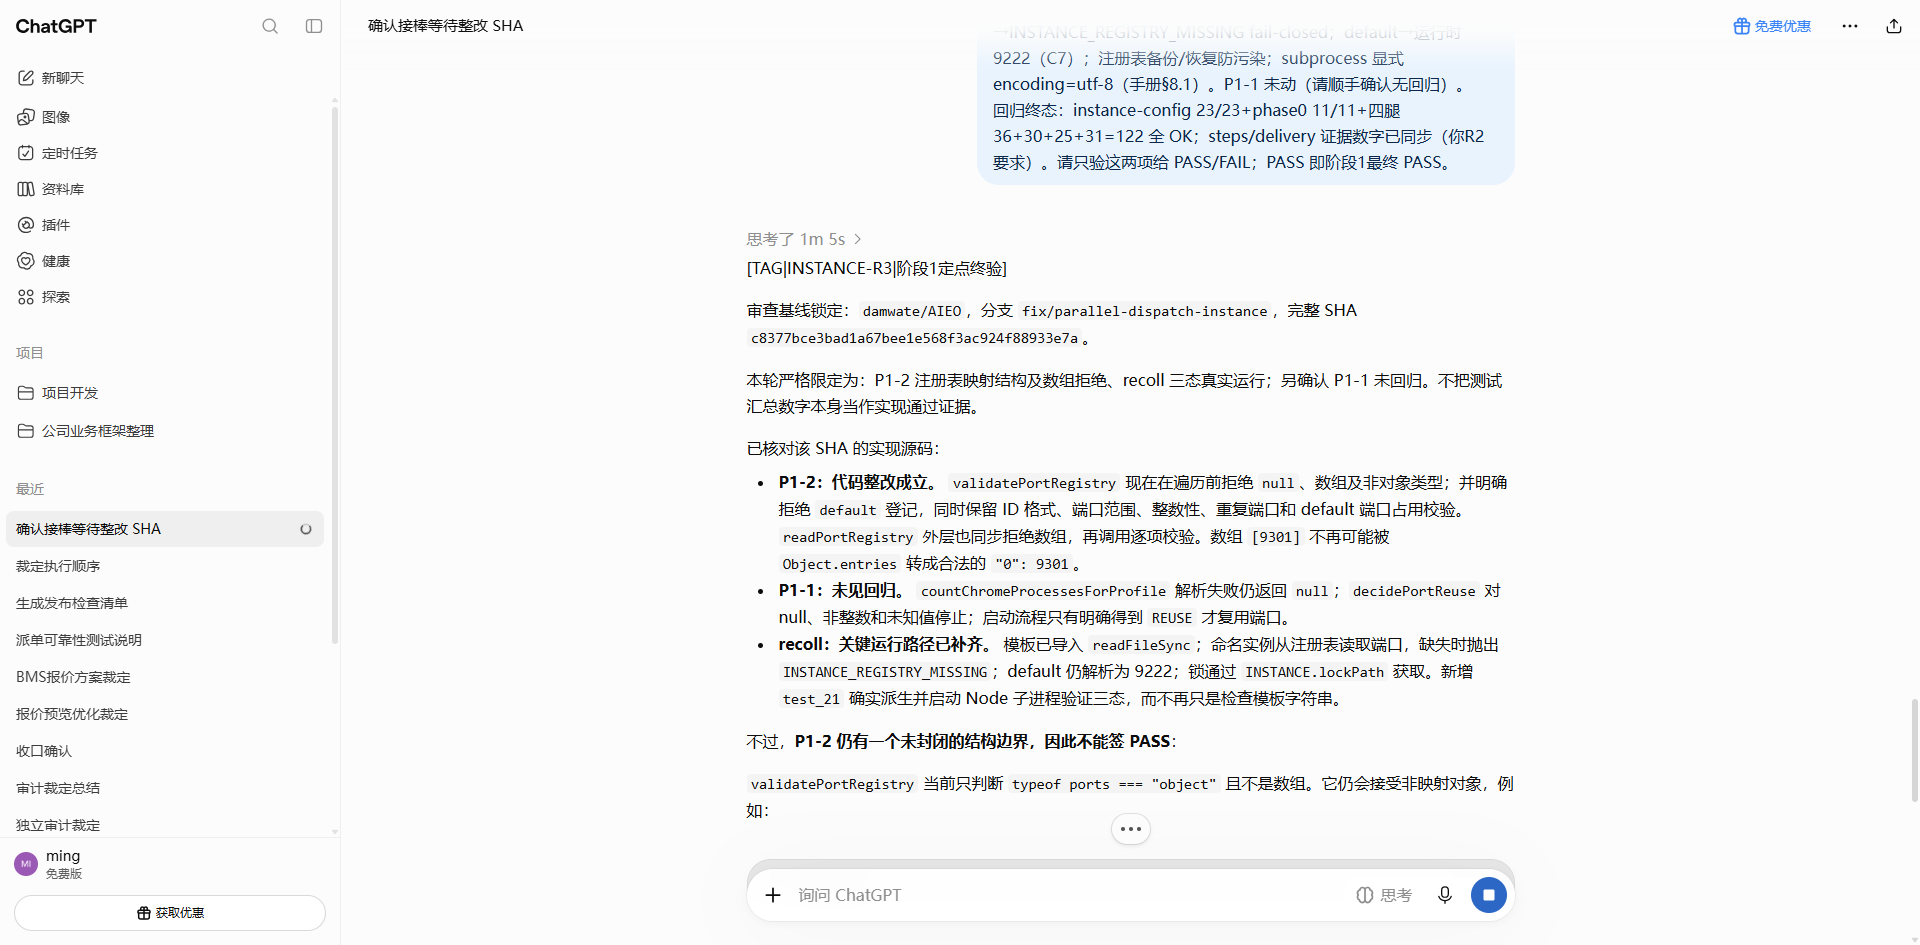 ChatGPT
新聊天
图像
定时任务
资料库
插件
健康
探索
项目
项目开发
公司业务框架整理
最近
确认接棒等待整改 SHA
裁定执行顺序
生成发布检查清单
派单可靠性测试说明
BMS报价方案裁定
报价预览优化裁定
收口确认
审计裁定总结
独立审计裁定
MI
ming
免费版
获取优惠
确认接棒等待整改 SHA
免费优惠
→INSTANCE_REGISTRY_MISSING fail-closed；default→运行时
9222（C7）；注册表备份/恢复防污染；subprocess 显式
encoding=utf-8（手册§8.1）。P1-1 未动（请顺手确认无回归）。
回归终态：instance-config 23/23+phase0 11/11+四腿
36+30+25+31=122 全 OK；steps/delivery 证据数字已同步（你R2
要求）。请只验这两项给 PASS/FAIL；PASS 即阶段1最终 PASS。
思考了 1m 5s
[TAG|INSTANCE-R3|阶段1定点终验]
审查基线锁定：damwate/AIEO，分支 fix/parallel-dispatch-instance，完整 SHA
c8377bce3bad1a67bee1e568f3ac924f88933e7a。
本轮严格限定为：P1-2 注册表映射结构及数组拒绝、recoll 三态真实运行；另确认 P1-1 未回归。不把测试
汇总数字本身当作实现通过证据。
已核对该 SHA 的实现源码：
• P1-2：代码整改成立。 validatePortRegistry 现在在遍历前拒绝 null、数组及非对象类型；并明确
拒绝 default 登记，同时保留 ID 格式、端口范围、整数性、重复端口和 default 端口占用校验。
readPortRegistry 外层也同步拒绝数组，再调用逐项校验。数组 [9301] 不再可能被
Object.entries 转成合法的 "0": 9301。
• P1-1：未见回归。 countChromeProcessesForProfile 解析失败仍返回 null；decidePortReuse 对
null、非整数和未知值停止；启动流程只有明确得到 REUSE 才复用端口。
• recoll：关键运行路径已补齐。 模板已导入 readFileSync；命名实例从注册表读取端口，缺失时抛出
INSTANCE_REGISTRY_MISSING；default 仍解析为 9222；锁通过 INSTANCE.lockPath 获取。新增
test_21 确实派生并启动 Node 子进程验证三态，而不再只是检查模板字符串。
不过，P1-2 仍有一个未封闭的结构边界，因此不能签 PASS：
validatePortRegistry 当前只判断 typeof ports === "object" 且不是数组。它仍会接受非映射对象，例
如：
询问 ChatGPT
思考